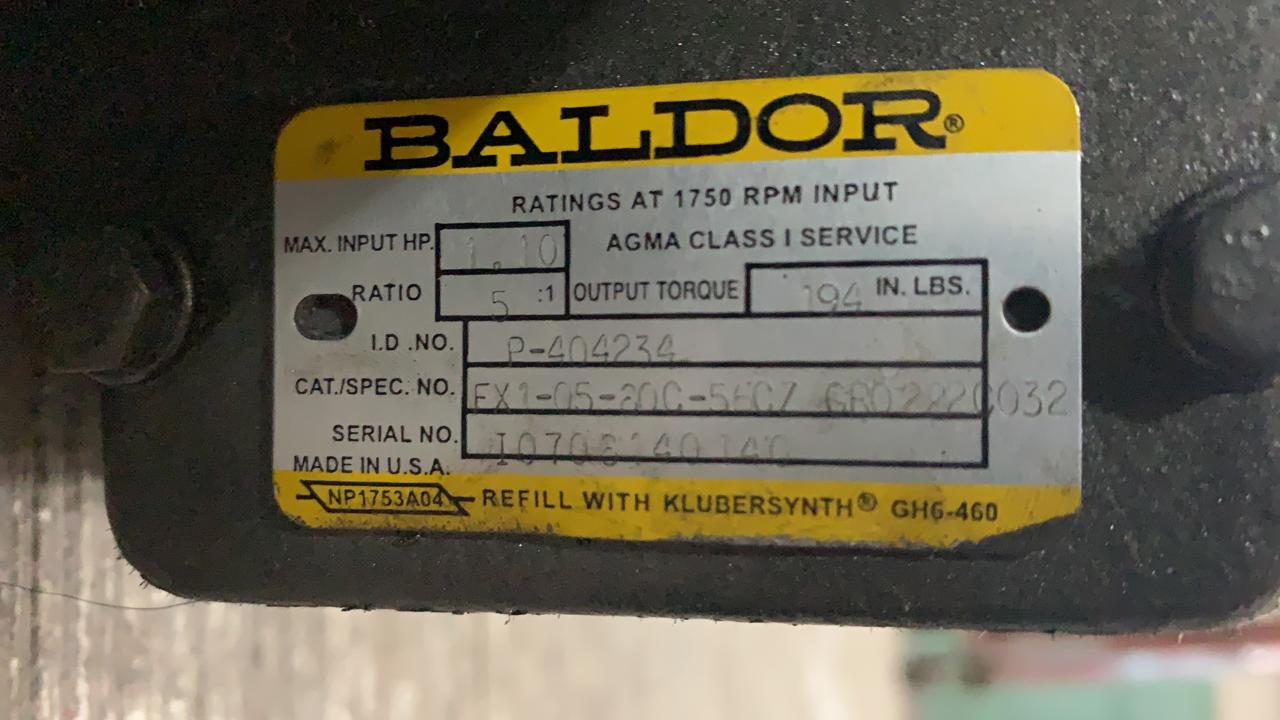 BALDOR®
RATINGS AT 1750 RPM INPUT
MAX. INPUT HP. 1.10 AGMA CLASS I SERVICE
RATIO 5 :1 OUTPUT TORQUE 194 IN. LBS.
I.D .NO. P-404234
CAT./SPEC. NO.
SERIAL NO.
MADE IN U.S.A.
NP1753A04 REFILL WITH KLUBERSYNTH® GH6-460